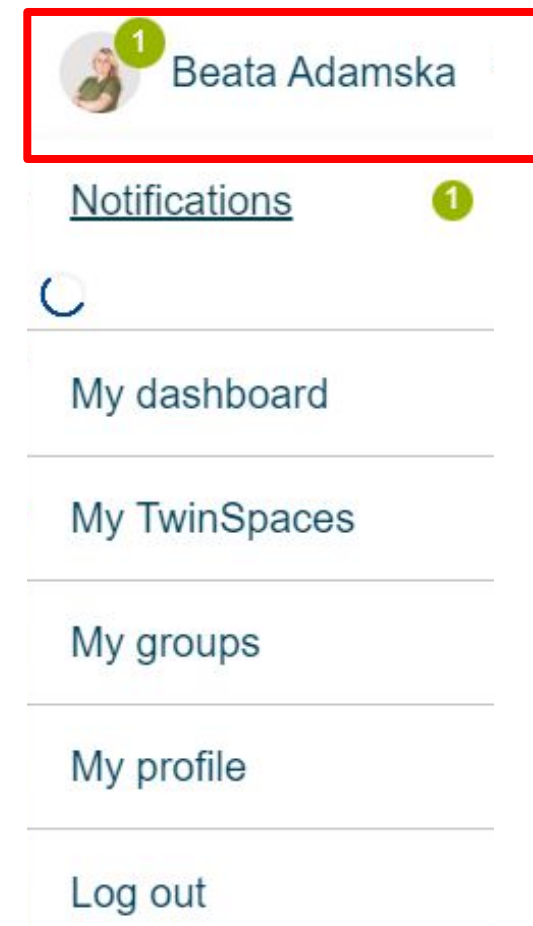 1
Beata Adamska
Notifications 1
My dashboard
My TwinSpaces
My groups
My profile
Log out